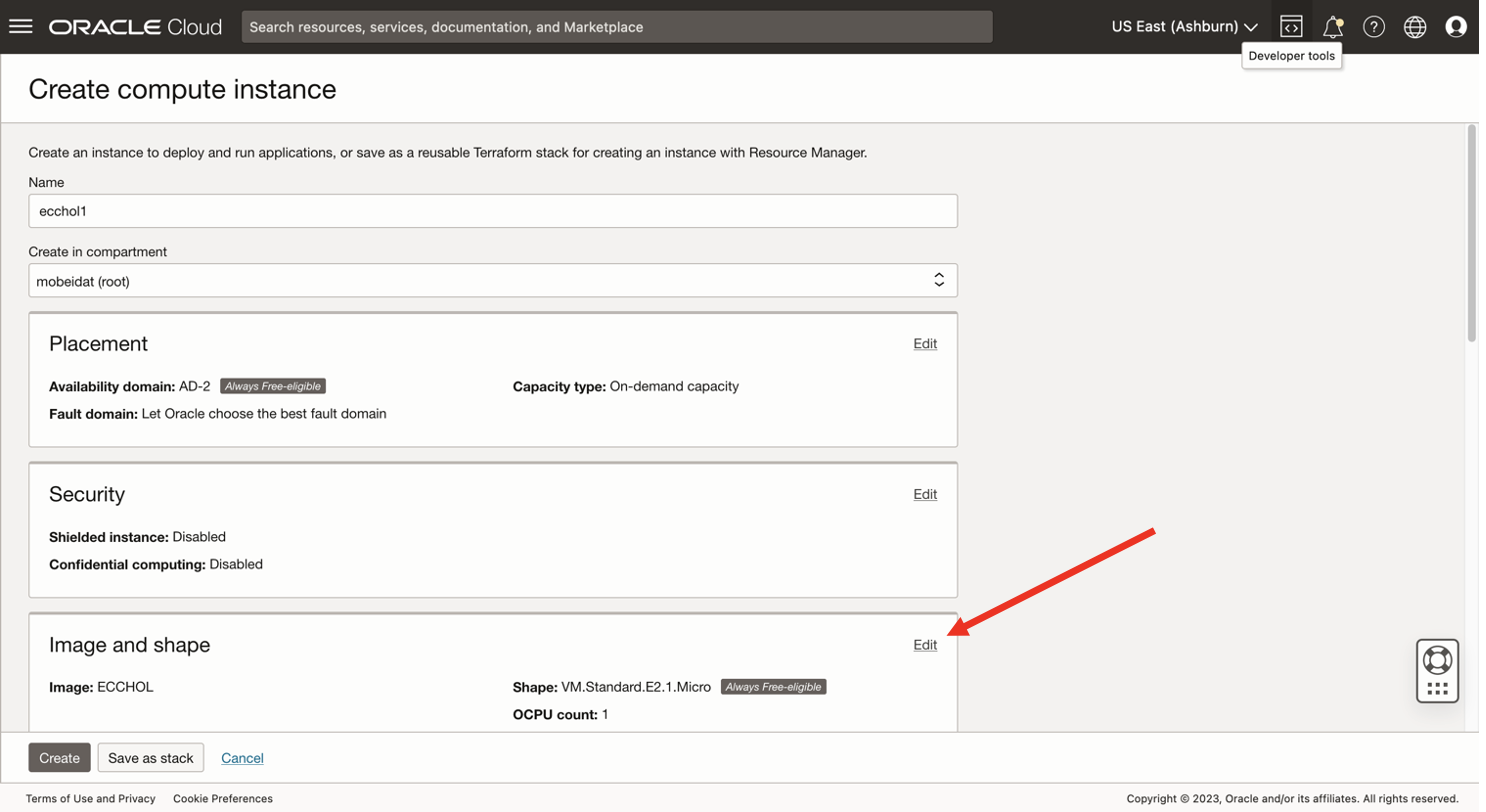 ORACLE Cloud
Search resources, services, documentation, and Marketplace
US East (Ashburn)
Developer tools
Create compute instance
Create an instance to deploy and run applications, or save as a reusable Terraform stack for creating an instance with Resource Manager.
Name
ecchol1
Create in compartment
mobeidat (root)
Placement
Edit
Availability domain: AD-2 Always Free-eligible
Capacity type: On-demand capacity
Fault domain: Let Oracle choose the best fault domain
Security
Edit
Shielded instance: Disabled
Confidential computing: Disabled
Image and shape
Edit
Image: ECCHOL
Shape: VM.Standard.E2.1.Micro Always Free-eligible
OCPU count: 1
Create
Save as stack
Cancel
Terms of Use and Privacy
Cookie Preferences
Copyright © 2023, Oracle and/or its affiliates. All rights reserved.